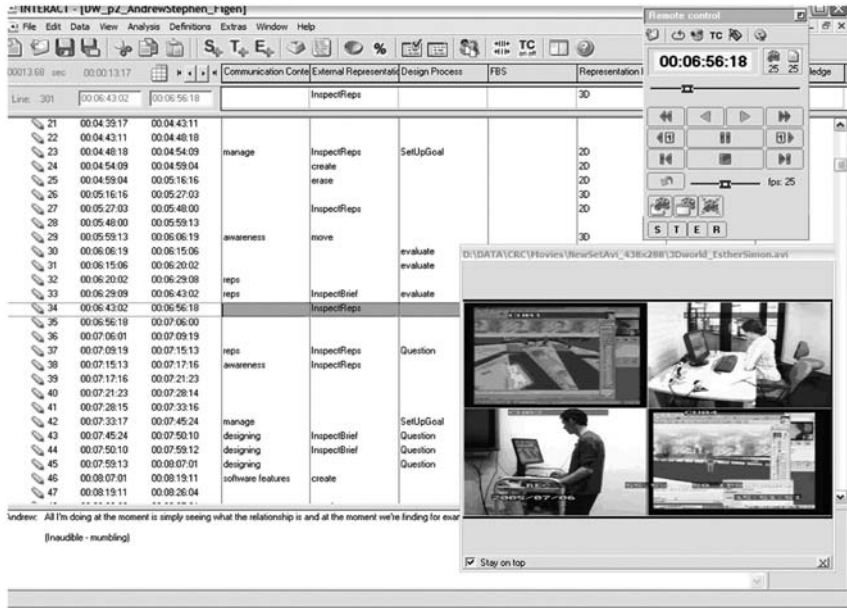 INTERACT - [DW_p2_AndrewStephen_Figen]
File Edit Data View Analysis Definitions Extras Window Help
Remote control
TC
00:06:56:18
25 25
fps: 25
S T E R
S T E % TC
00013.68 sec 00:00:13:17 Communication Conte External Representatio Design Process FBS Representation
Line: 301 00:06:43:02 00:06:56:18 InspectReps 3D
21 00:04:39:17 00:04:43:11
22 00:04:43:11 00:04:48:18
23 00:04:48:18 00:04:54:09 manage InspectReps SetUpGoal 2D
24 00:04:54:09 00:04:59:04 create 2D
25 00:04:59:04 00:05:16:16 erase 2D
26 00:05:16:16 00:05:27:03 3D
27 00:05:27:03 00:05:48:00 InspectReps 2D
28 00:05:48:00 00:05:59:13
29 00:05:59:13 00:06:06:19 awareness move 3D
30 00:06:06:19 00:06:15:06 evaluate
31 00:06:15:06 00:06:20:02 evaluate
32 00:06:20:02 00:06:29:08 reps
33 00:06:29:09 00:06:43:02 reps InspectBrief evaluate
34 00:06:43:02 00:06:56:18 InspectReps
35 00:06:56:18 00:07:06:00
36 00:07:06:01 00:07:09:19
37 00:07:09:19 00:07:15:13 reps InspectReps Question
38 00:07:15:13 00:07:17:16 awareness InspectReps
39 00:07:17:16 00:07:21:23
40 00:07:21:23 00:07:28:14
41 00:07:28:15 00:07:33:16
42 00:07:33:17 00:07:45:24 manage SetUpGoal
43 00:07:45:24 00:07:50:10 designing InspectBrief Question
44 00:07:50:10 00:07:59:12 designing InspectBrief Question
45 00:07:59:13 00:08:07:01 designing Question
46 00:08:07:01 00:08:19:11 software features create
47 00:08:19:11 00:08:26:04
D:\DATA\CRC\Movies\NewSetAvi_438x288\3Dworld_EstherSimon.avi
2005/07/06
Stay on top
Andrew: All I'm doing at the moment is simply seeing what the relationship is and at the moment we're finding for
(Inaudible - mumbling)